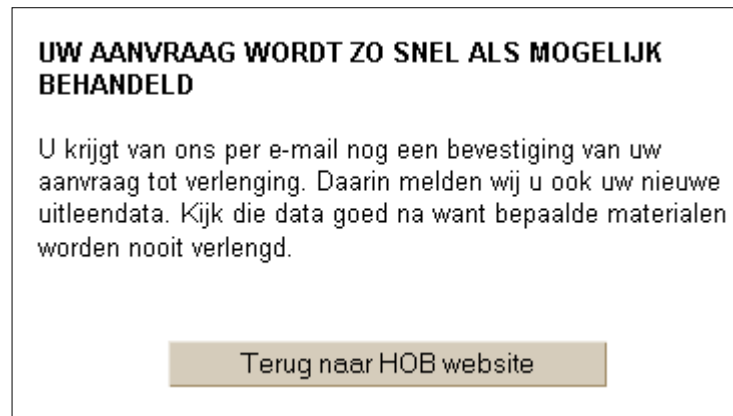 UW AANVRAAG WORDT ZO SNEL ALS MOGELIJK
BEHANDELD
U krijgt van ons per e-mail nog een bevestiging van uw
aanvraag tot verlenging. Daarin melden wij u ook uw nieuwe
uitleendata. Kijk die data goed na want bepaalde materialen
worden nooit verlengd.
Terug naar HOB website